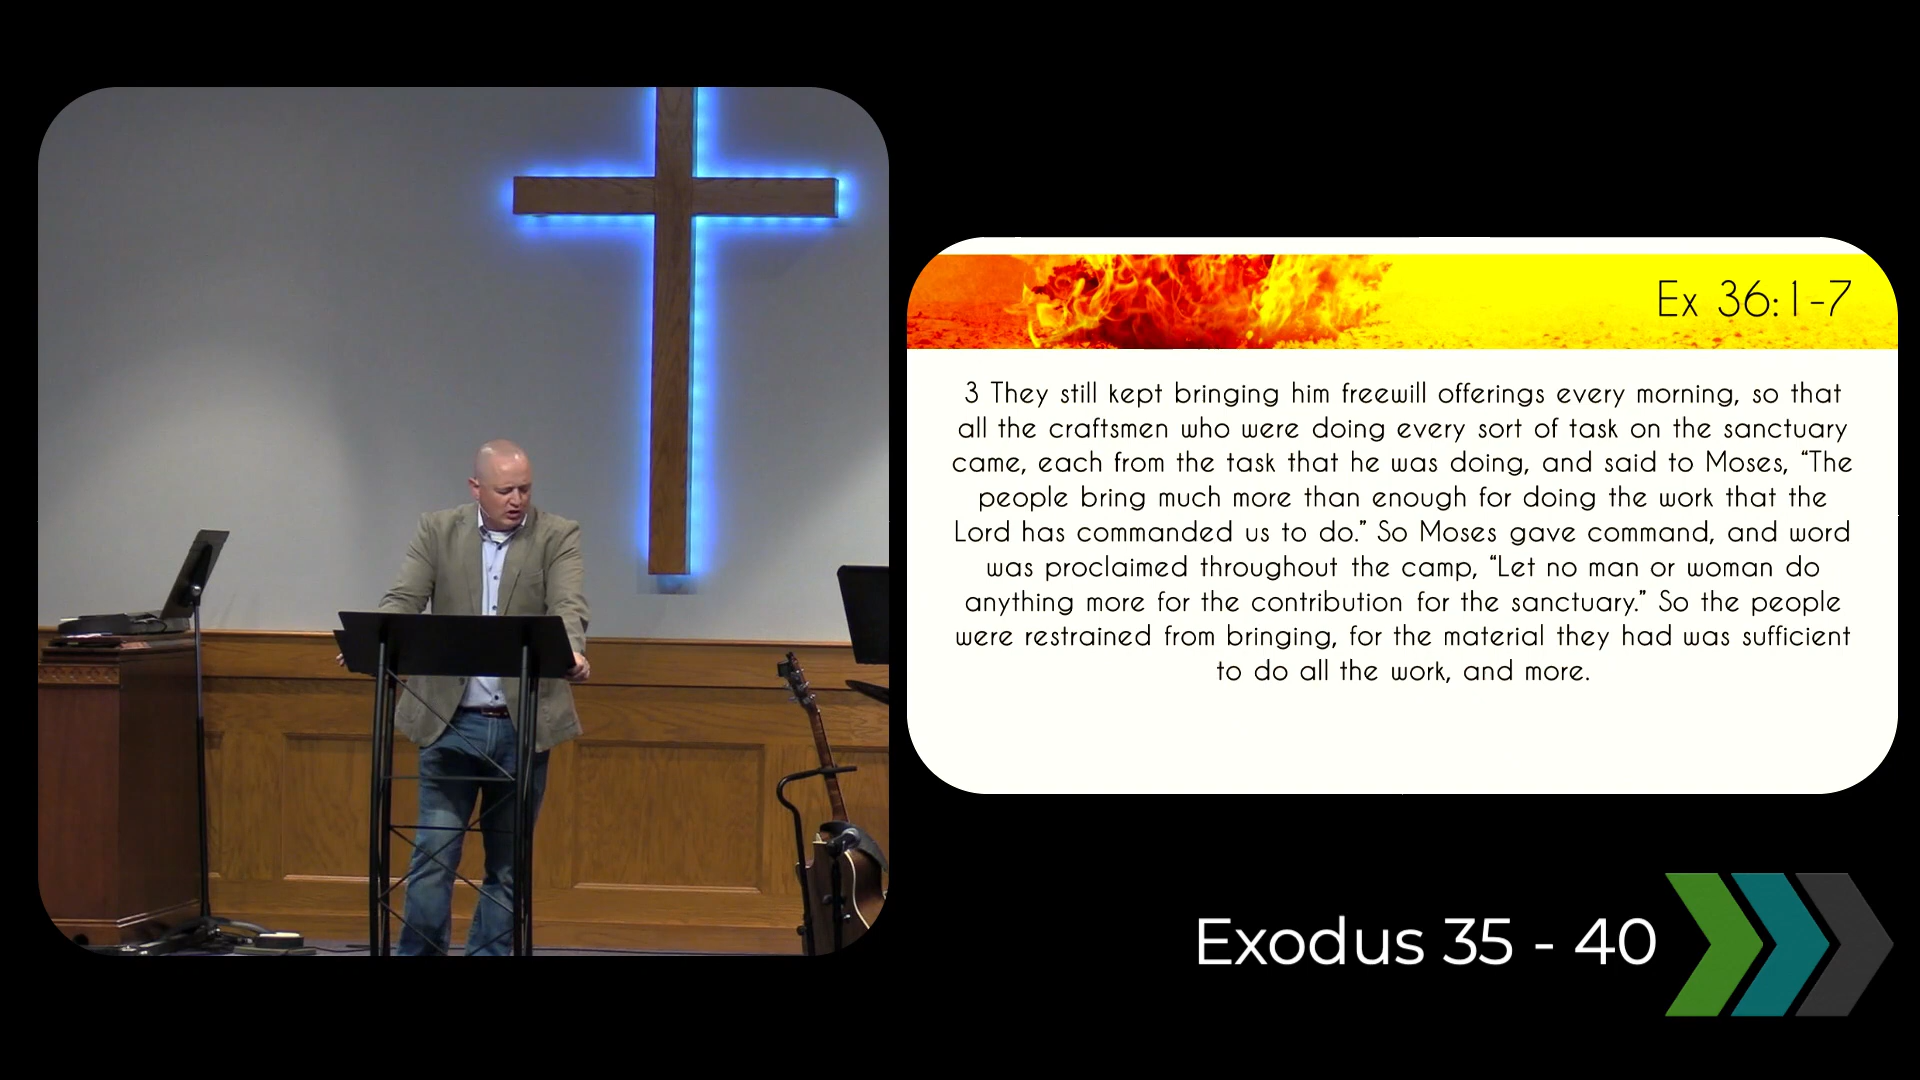 Ex 36:1-7
3 They still kept bringing him freewill offerings every morning, so that
all the craftsmen who were doing every sort of task on the sanctuary
came, each from the task that he was doing, and said to Moses, “The
people bring much more than enough for doing the work that the
Lord has commanded us to do.” So Moses gave command, and word
was proclaimed throughout the camp, “Let no man or woman do
anything more for the contribution for the sanctuary.” So the people
were restrained from bringing, for the material they had was sufficient
to do all the work, and more.
Exodus 35 - 40